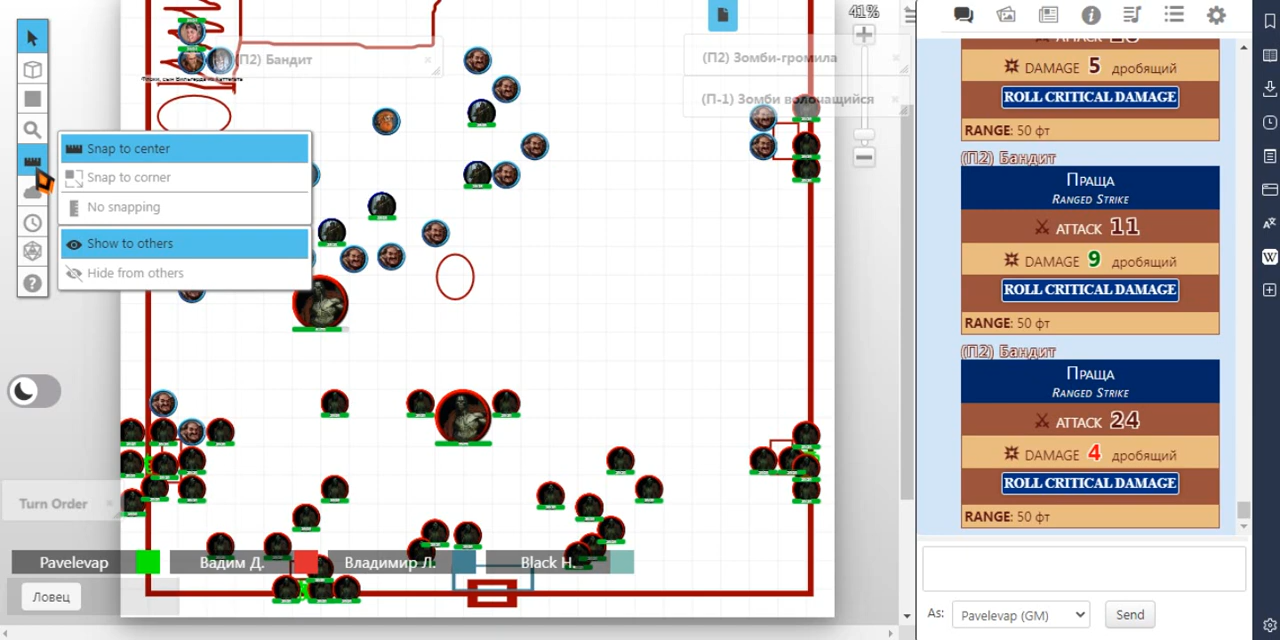 41%
(П2) Бандит
(П2) Зомби-громила
(П-1) Зомби волочащийся
Snap to center
Snap to corner
No snapping
Show to others
Hide from others
Turn Order
Pavelevap
Вадим Д.
Владимир Л.
Black H.
Ловец
DAMAGE 5 дробящий
ROLL CRITICAL DAMAGE
RANGE: 50 фт
(П2) Бандит
Праща
Ranged Strike
ATTACK 11
DAMAGE 9 дробящий
ROLL CRITICAL DAMAGE
RANGE: 50 фт
(П2) Бандит
Праща
Ranged Strike
ATTACK 24
DAMAGE 4 дробящий
ROLL CRITICAL DAMAGE
RANGE: 50 фт
As:
Pavelevap (GM)
Send